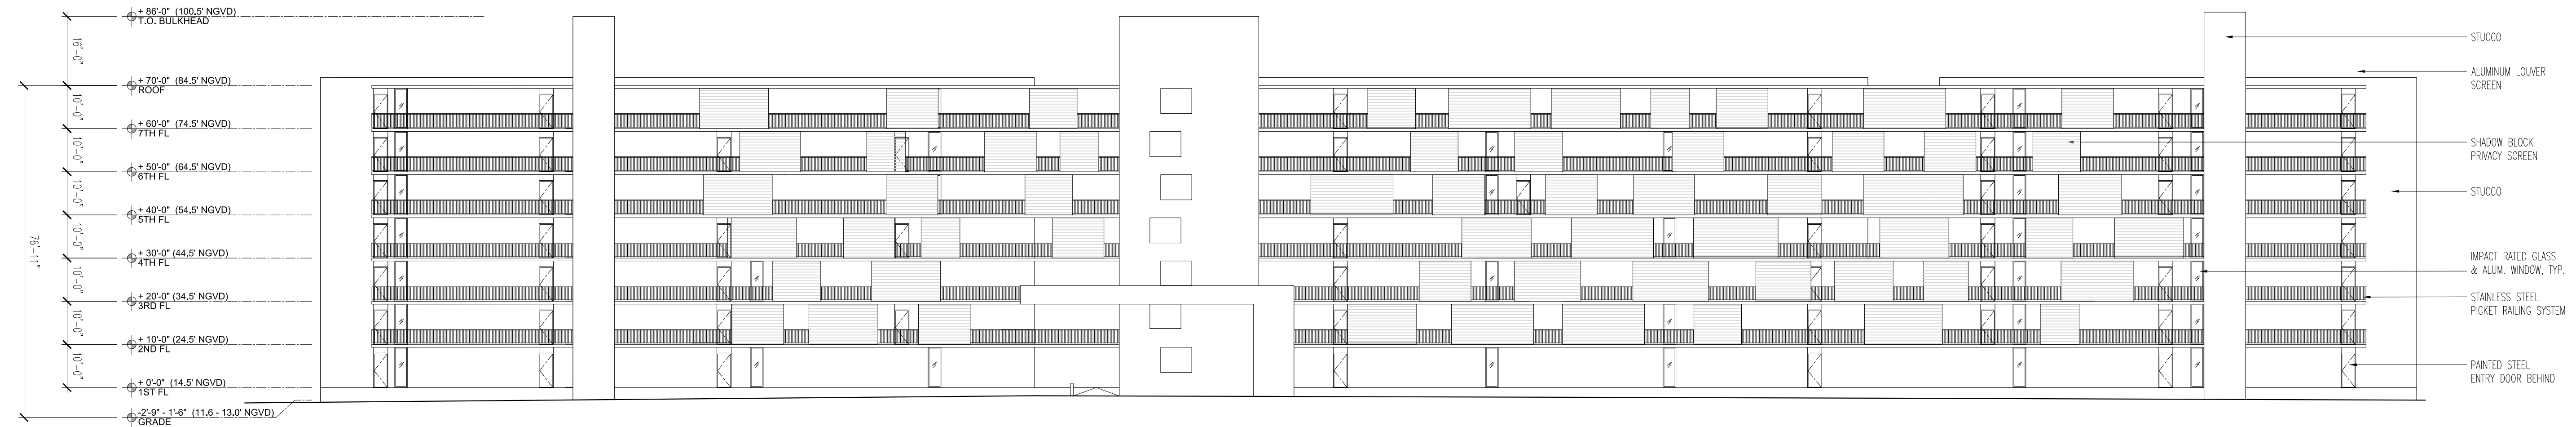 + 86'-0" (100.5' NGVD)
T.O. BULKHEAD
16'-0"
+ 70'-0" (84.5' NGVD)
ROOF
10'-0"
+ 60'-0" (74.5' NGVD)
7TH FL
10'-0"
+ 50'-0" (64.5' NGVD)
6TH FL
10'-0"
+ 40'-0" (54.5' NGVD)
5TH FL
10'-0"
+ 30'-0" (44.5' NGVD)
4TH FL
10'-0"
+ 20'-0" (34.5' NGVD)
3RD FL
10'-0"
+ 10'-0" (24.5' NGVD)
2ND FL
10'-0"
+ 0'-0" (14.5' NGVD)
1ST FL
-2'-9" - 1'-6" (11.6 - 13.0' NGVD)
GRADE
76'-11"
STUCCO
ALUMINUM LOUVER
SCREEN
SHADOW BLOCK
PRIVACY SCREEN
STUCCO
IMPACT RATED GLASS
& ALUM. WINDOW, TYP.
STAINLESS STEEL
PICKET RAILING SYSTEM
PAINTED STEEL
ENTRY DOOR BEHIND